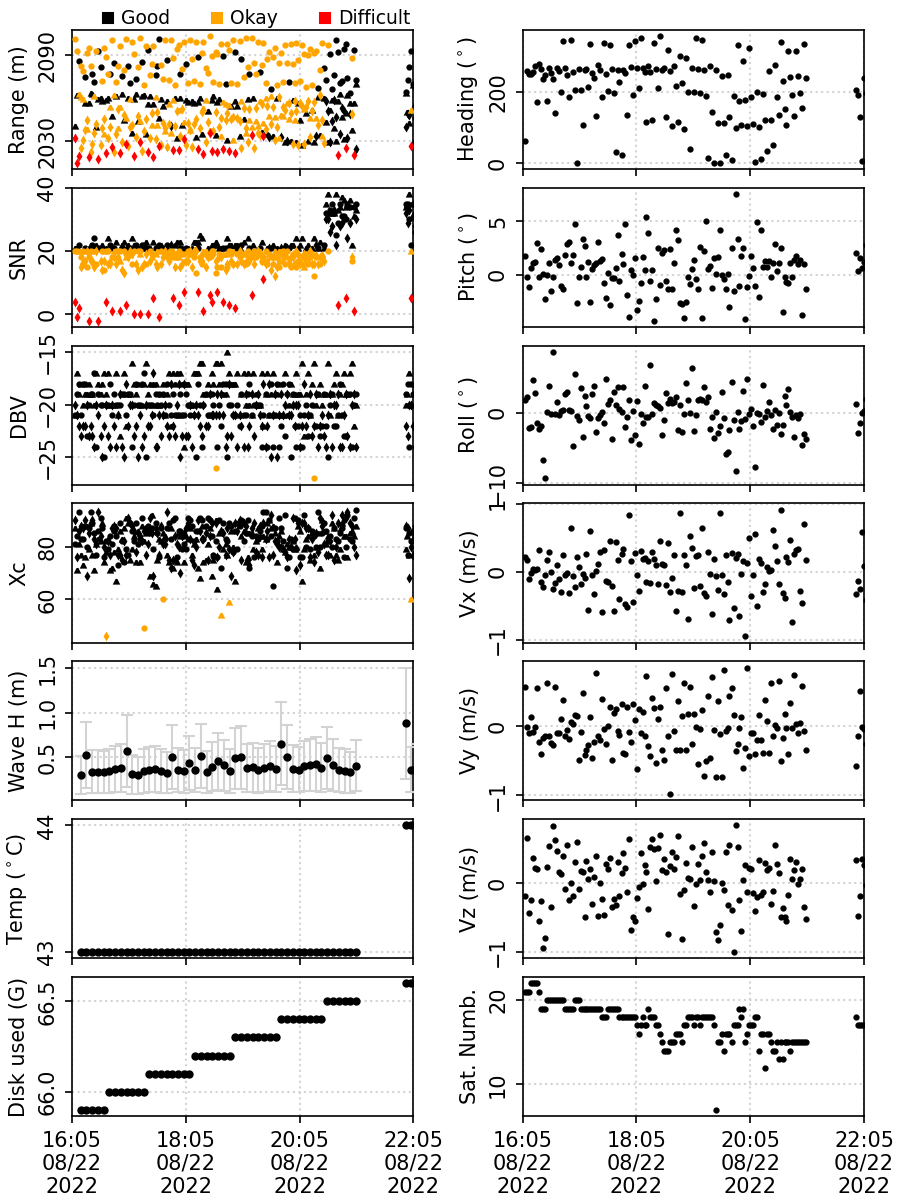 Good Okay Difficult
Range (m)
2090
2030
Heading (°)
200
0
SNR
40
20
0
Pitch (°)
5
0
DBV
−15
−20
−25
Roll (°)
0
−10
Xc
80
60
Vx (m/s)
1
0
−1
Wave H (m)
1.5
1.0
0.5
Vy (m/s)
0
−1
Temp (°C)
44
43
Vz (m/s)
0
−1
Disk used (G)
66.5
66.0
Sat. Numb.
20
10
16:05 18:05 20:05 22:05
08/22 08/22 08/22 08/22
2022 2022 2022 2022
16:05 18:05 20:05 22:05
08/22 08/22 08/22 08/22
2022 2022 2022 2022